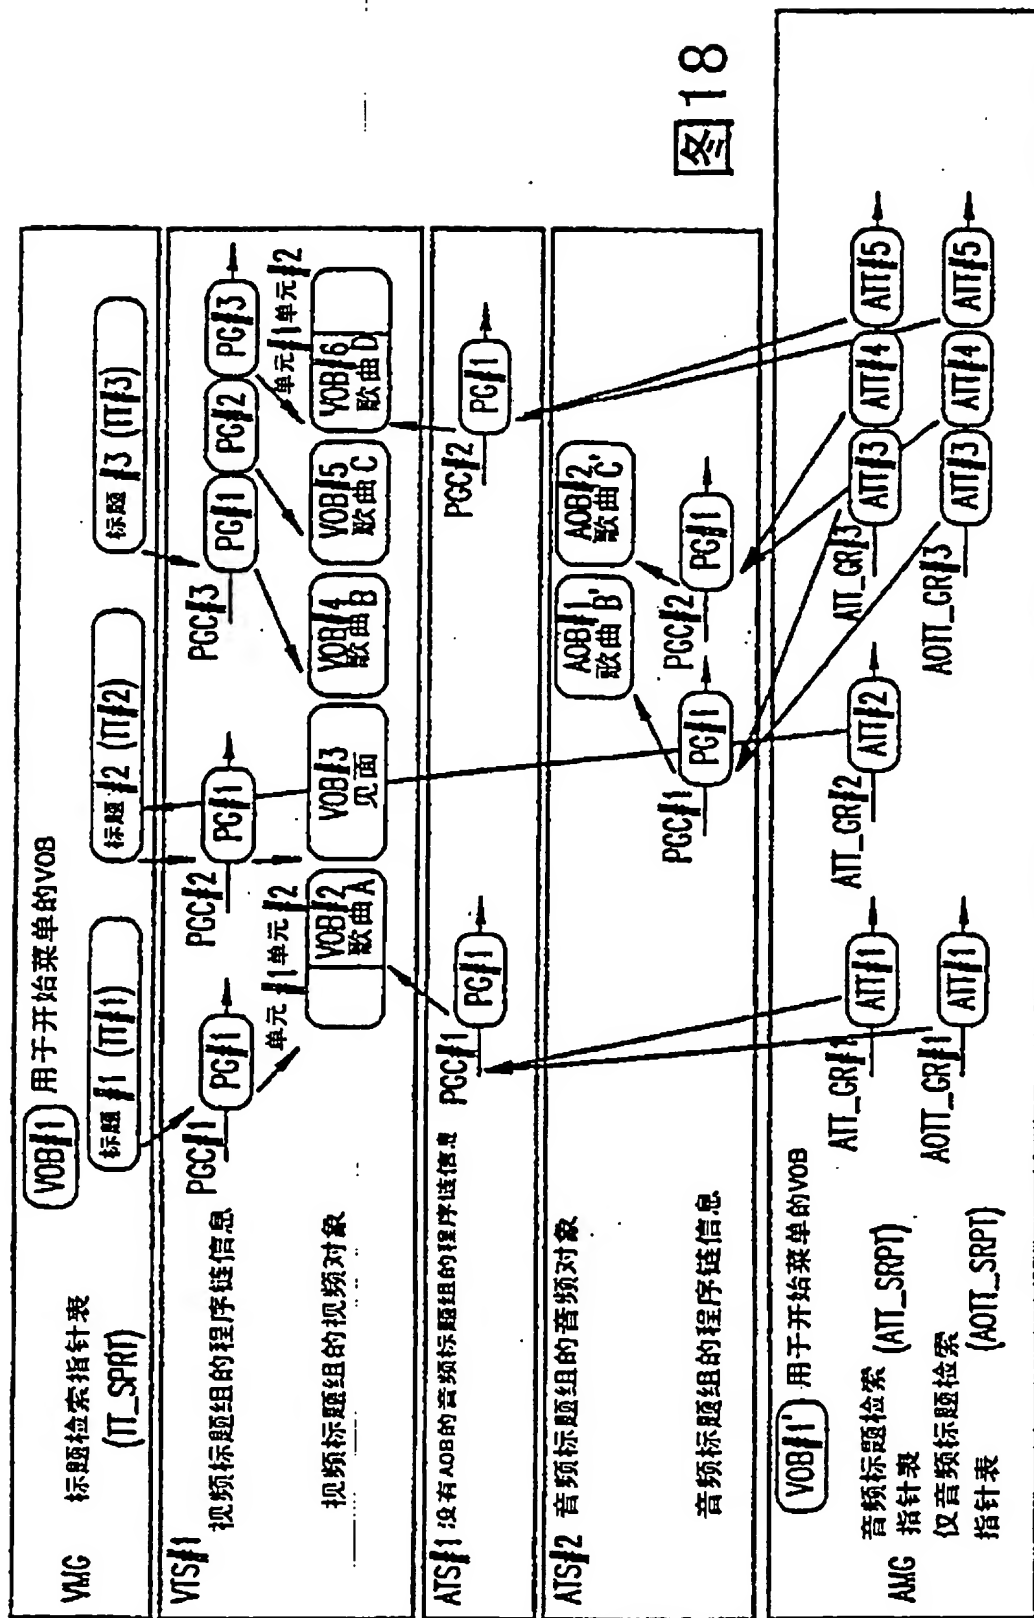 VMG
标题检索指针表
(TT_SPRT)
VOB#1 用于开始菜单的VOB
标题 #1 (TT#1)
标题 #2 (TT#2)
标题 #3 (TT#3)
VTS#1
视频标题组的程序链信息
PGC#1
PG#1
PGC#2
PG#1
PGC#3
PG#1
PG#2
PG#3
视频标题组的视频对象
单元 #1 单元 #2
VOB#2
歌曲A
VOB#3
见面
VOB#4
歌曲B
VOB#5
歌曲C
单元 #1 单元 #2
VOB#6
歌曲D
ATS#1 没有AOB的音频标题组的程序链信息
PGC#1
PG#1
PGC#2
PG#1
ATS#2 音频标题组的音频对象
AOB#1
歌曲B'
AOB#2
歌曲C'
音频标题组的程序链信息
PGC#1
PG#1
PGC#2
PG#1
AMG
VOB#1' 用于开始菜单的VOB
音频标题检索
指针表
(ATT_SRPT)
ATT_GR#1
ATT#1
ATT_GR#2
ATT#2
ATT_GR#3
ATT#3
ATT#4
ATT#5
仅音频标题检索
指针表
(AOTT_SRPT)
AOTT_GR#1
ATT#1
AOTT_GR#3
ATT#3
ATT#4
ATT#5
图18